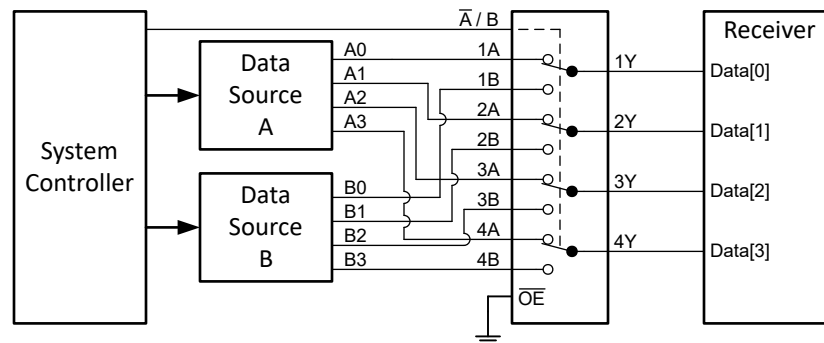 System
Controller
Data
Source
A
Data
Source
B
A0
A1
A2
A3
B0
B1
B2
B3
A̅ / B
1A
1B
2A
2B
3A
3B
4A
4B
O̅E̅
1Y
2Y
3Y
4Y
Receiver
Data[0]
Data[1]
Data[2]
Data[3]